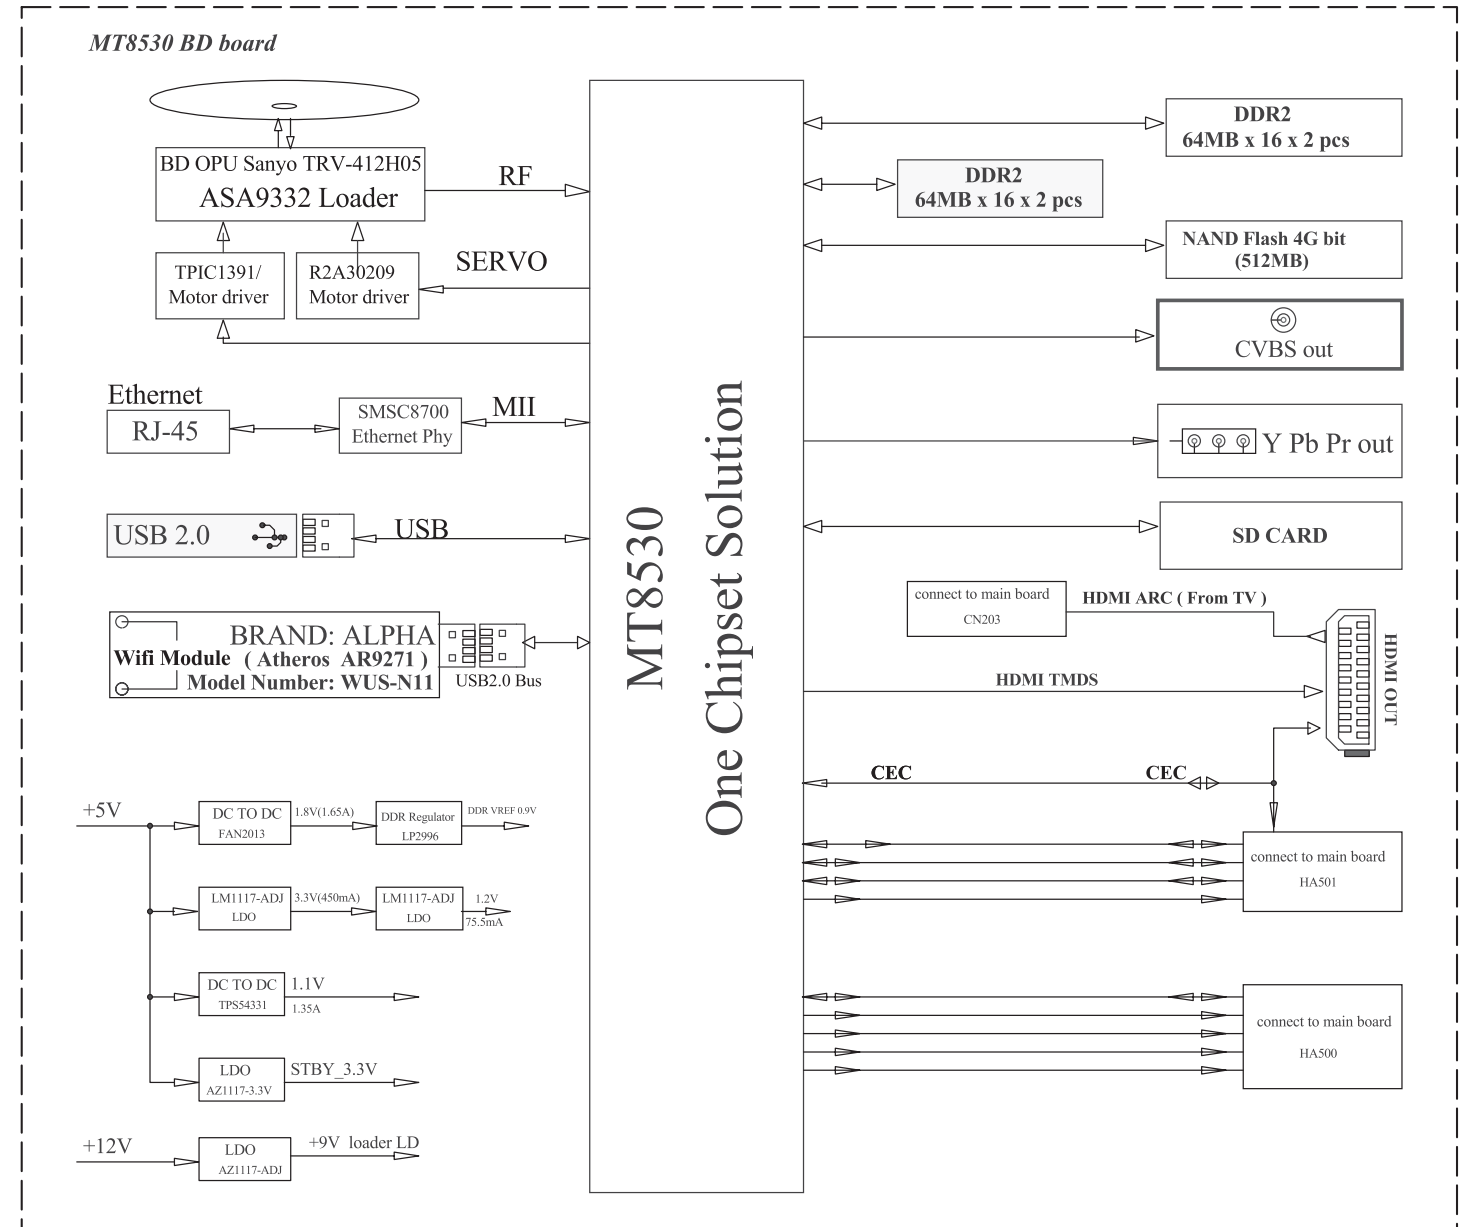 MT8530 BD board
BD OPU Sanyo TRV-412H05
ASA9332 Loader
RF
TPIC1391/
Motor driver
R2A30209
Motor driver
SERVO
Ethernet
RJ-45
SMSC8700
Ethernet Phy
MII
USB 2.0
USB
BRAND: ALPHA
Wifi Module ( Atheros AR9271 )
Model Number: WUS-N11
USB2.0 Bus
MT8530
One Chipset Solution
DDR2
64MB x 16 x 2 pcs
DDR2
64MB x 16 x 2 pcs
NAND Flash 4G bit
(512MB)
CVBS out
Y Pb Pr out
SD CARD
connect to main board
CN203
HDMI ARC ( From TV )
HDMI TMDS
HDMI OUT
CEC
CEC
connect to main board
HA501
connect to main board
HA500
+5V
DC TO DC
FAN2013
1.8V(1.65A)
DDR Regulator
LP2996
DDR VREF 0.9V
LM1117-ADJ
LDO
3.3V(450mA)
LM1117-ADJ
LDO
1.2V
75.5mA
DC TO DC
TPS54331
1.1V
1.35A
LDO
AZ1117-3.3V
STBY_3.3V
+12V
LDO
AZ1117-ADJ
+9V loader LD